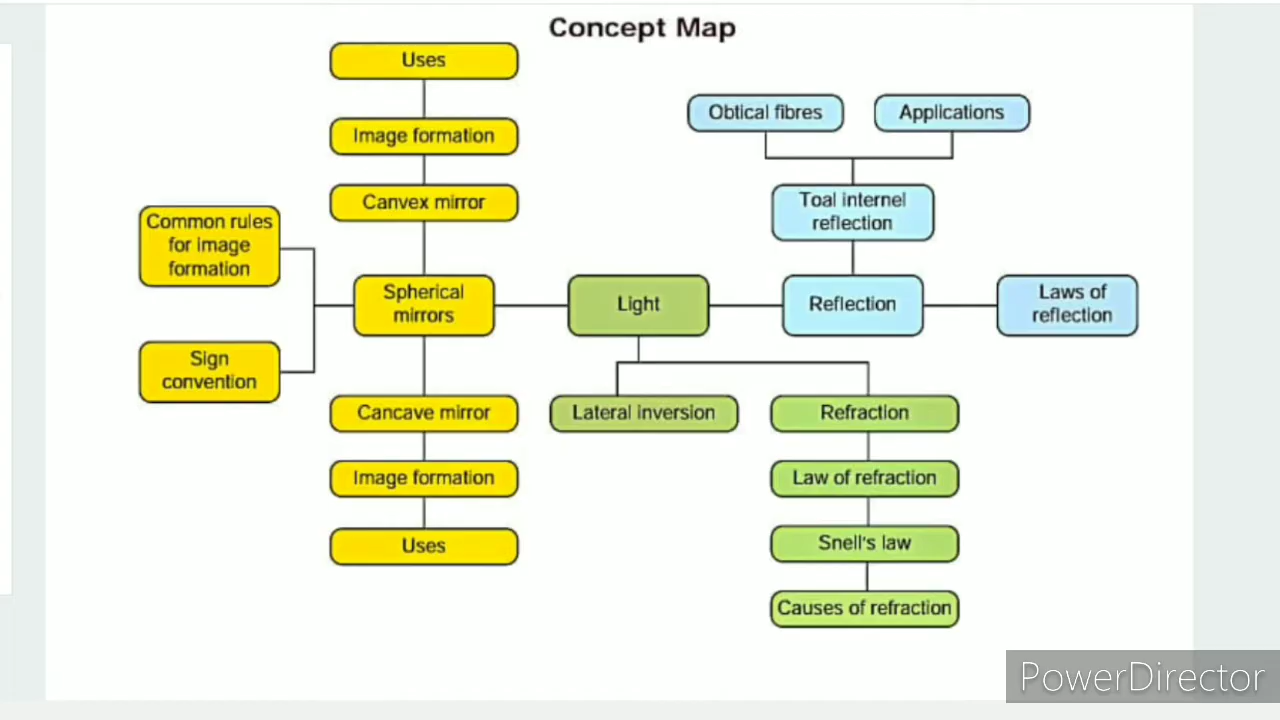 Concept Map
Uses
Image formation
Canvex mirror
Common rules
for image
formation
Sign
convention
Spherical
mirrors
Cancave mirror
Image formation
Uses
Light
Lateral inversion
Obtical fibres
Applications
Toal internel
reflection
Reflection
Laws of
reflection
Refraction
Law of refraction
Snell's law
Causes of refraction
PowerDirector